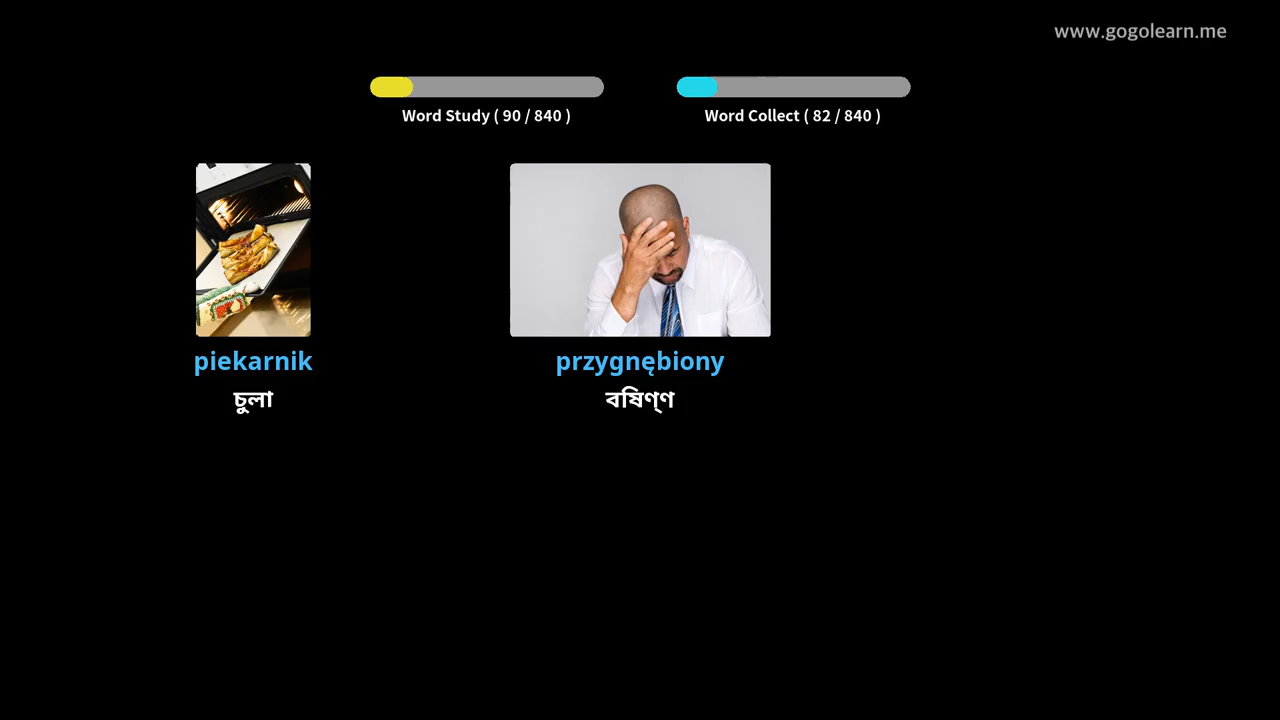 www.gogolearn.me
Word Study ( 90 / 840 )
Word Collect ( 82 / 840 )
piekarnik
przygnębiony
চুলা
বিষণ্ণ